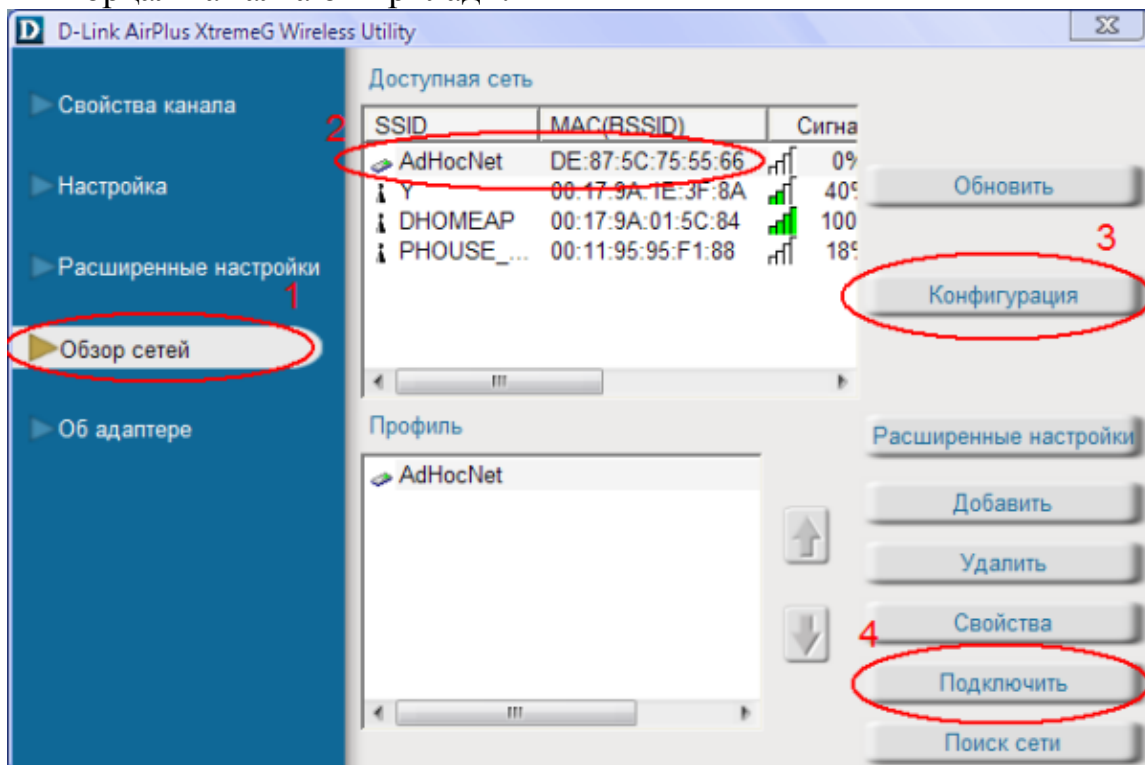 D-Link AirPlus XtremeG Wireless Utility
Свойства канала
Настройка
Расширенные настройки
1
Обзор сетей
Об адаптере
Доступная сеть
2
SSID MAC(BSSID) Сигна
AdHocNet DE:87:5C:75:55:66 0%
Y 00:17:9A:1E:3F:8A 40%
DHOMEAP 00:17:9A:01:5C:84 100
PHOUSE_... 00:11:95:95:F1:88 18%
Обновить
3
Конфигурация
Профиль
AdHocNet
Расширенные настройки
Добавить
Удалить
Свойства
4
Подключить
Поиск сети